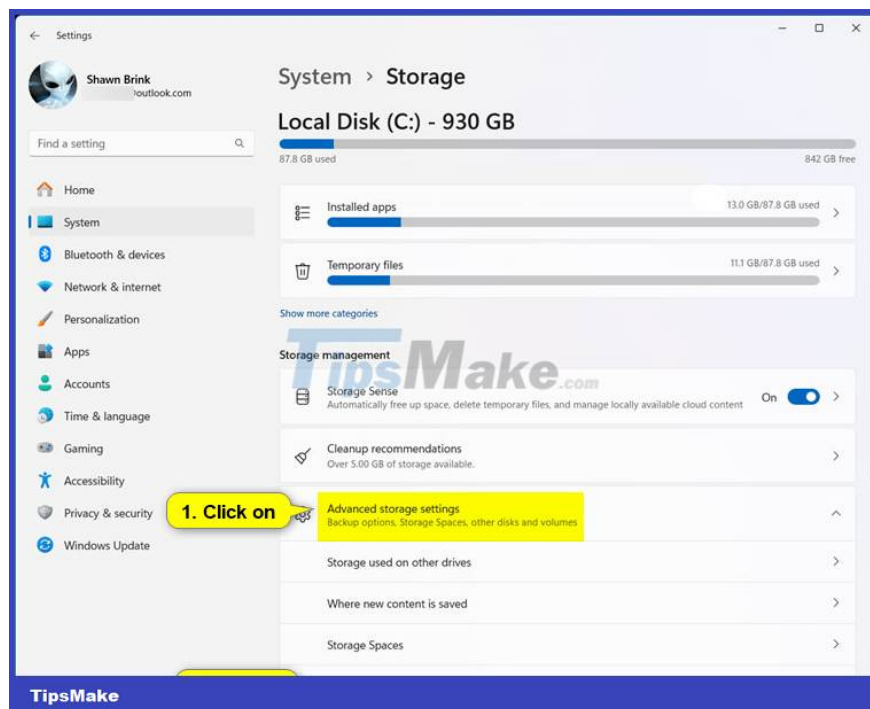 Settings
Shawn Brink
outlook.com
Find a setting
Home
System
Bluetooth & devices
Network & internet
Personalization
Apps
Accounts
Time & language
Gaming
Accessibility
Privacy & security
Windows Update
System > Storage
Local Disk (C:) - 930 GB
87.8 GB used 842 GB free
Installed apps 13.0 GB/87.8 GB used
Temporary files 11.1 GB/87.8 GB used
Show more categories
Storage management
TipsMake.com
Storage Sense
Automatically free up space, delete temporary files, and manage locally available cloud content On
Cleanup recommendations
Over 5.00 GB of storage available.
1. Click on
Advanced storage settings
Backup options, Storage Spaces, other disks and volumes
Storage used on other drives
Where new content is saved
Storage Spaces
TipsMake